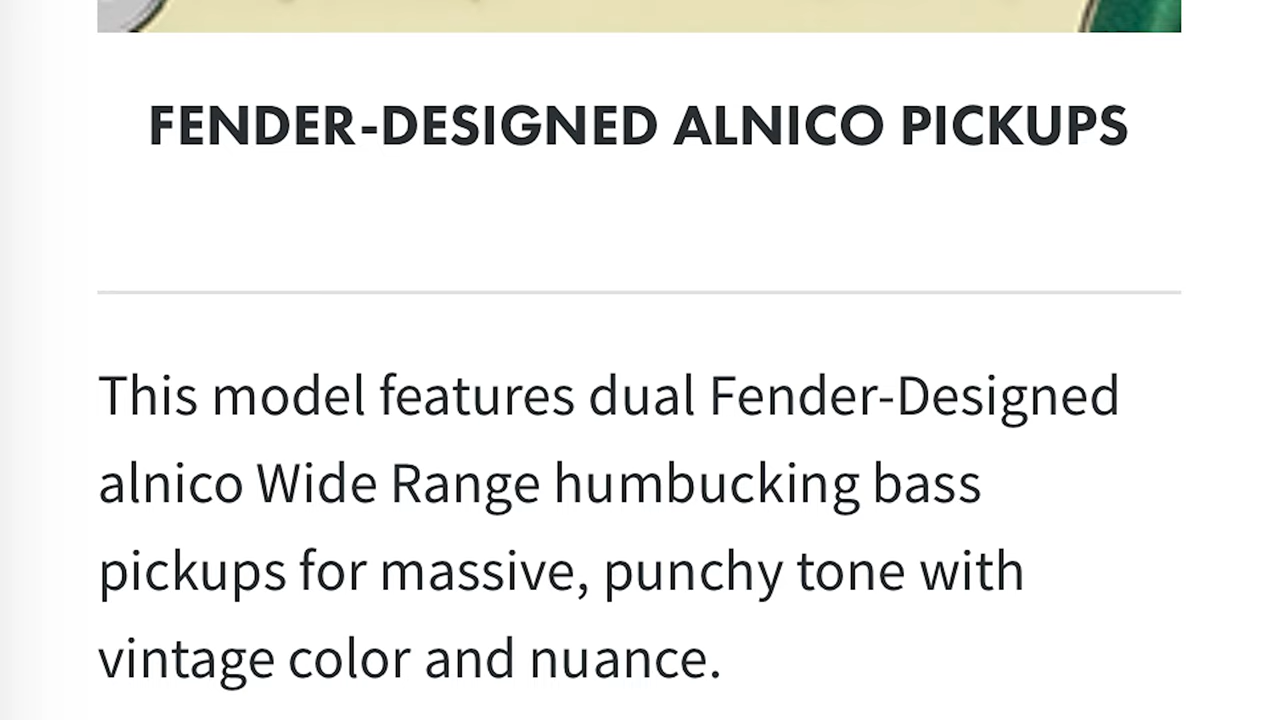 FENDER-DESIGNED ALNICO PICKUPS
This model features dual Fender-Designed
alnico Wide Range humbucking bass
pickups for massive, punchy tone with
vintage color and nuance.